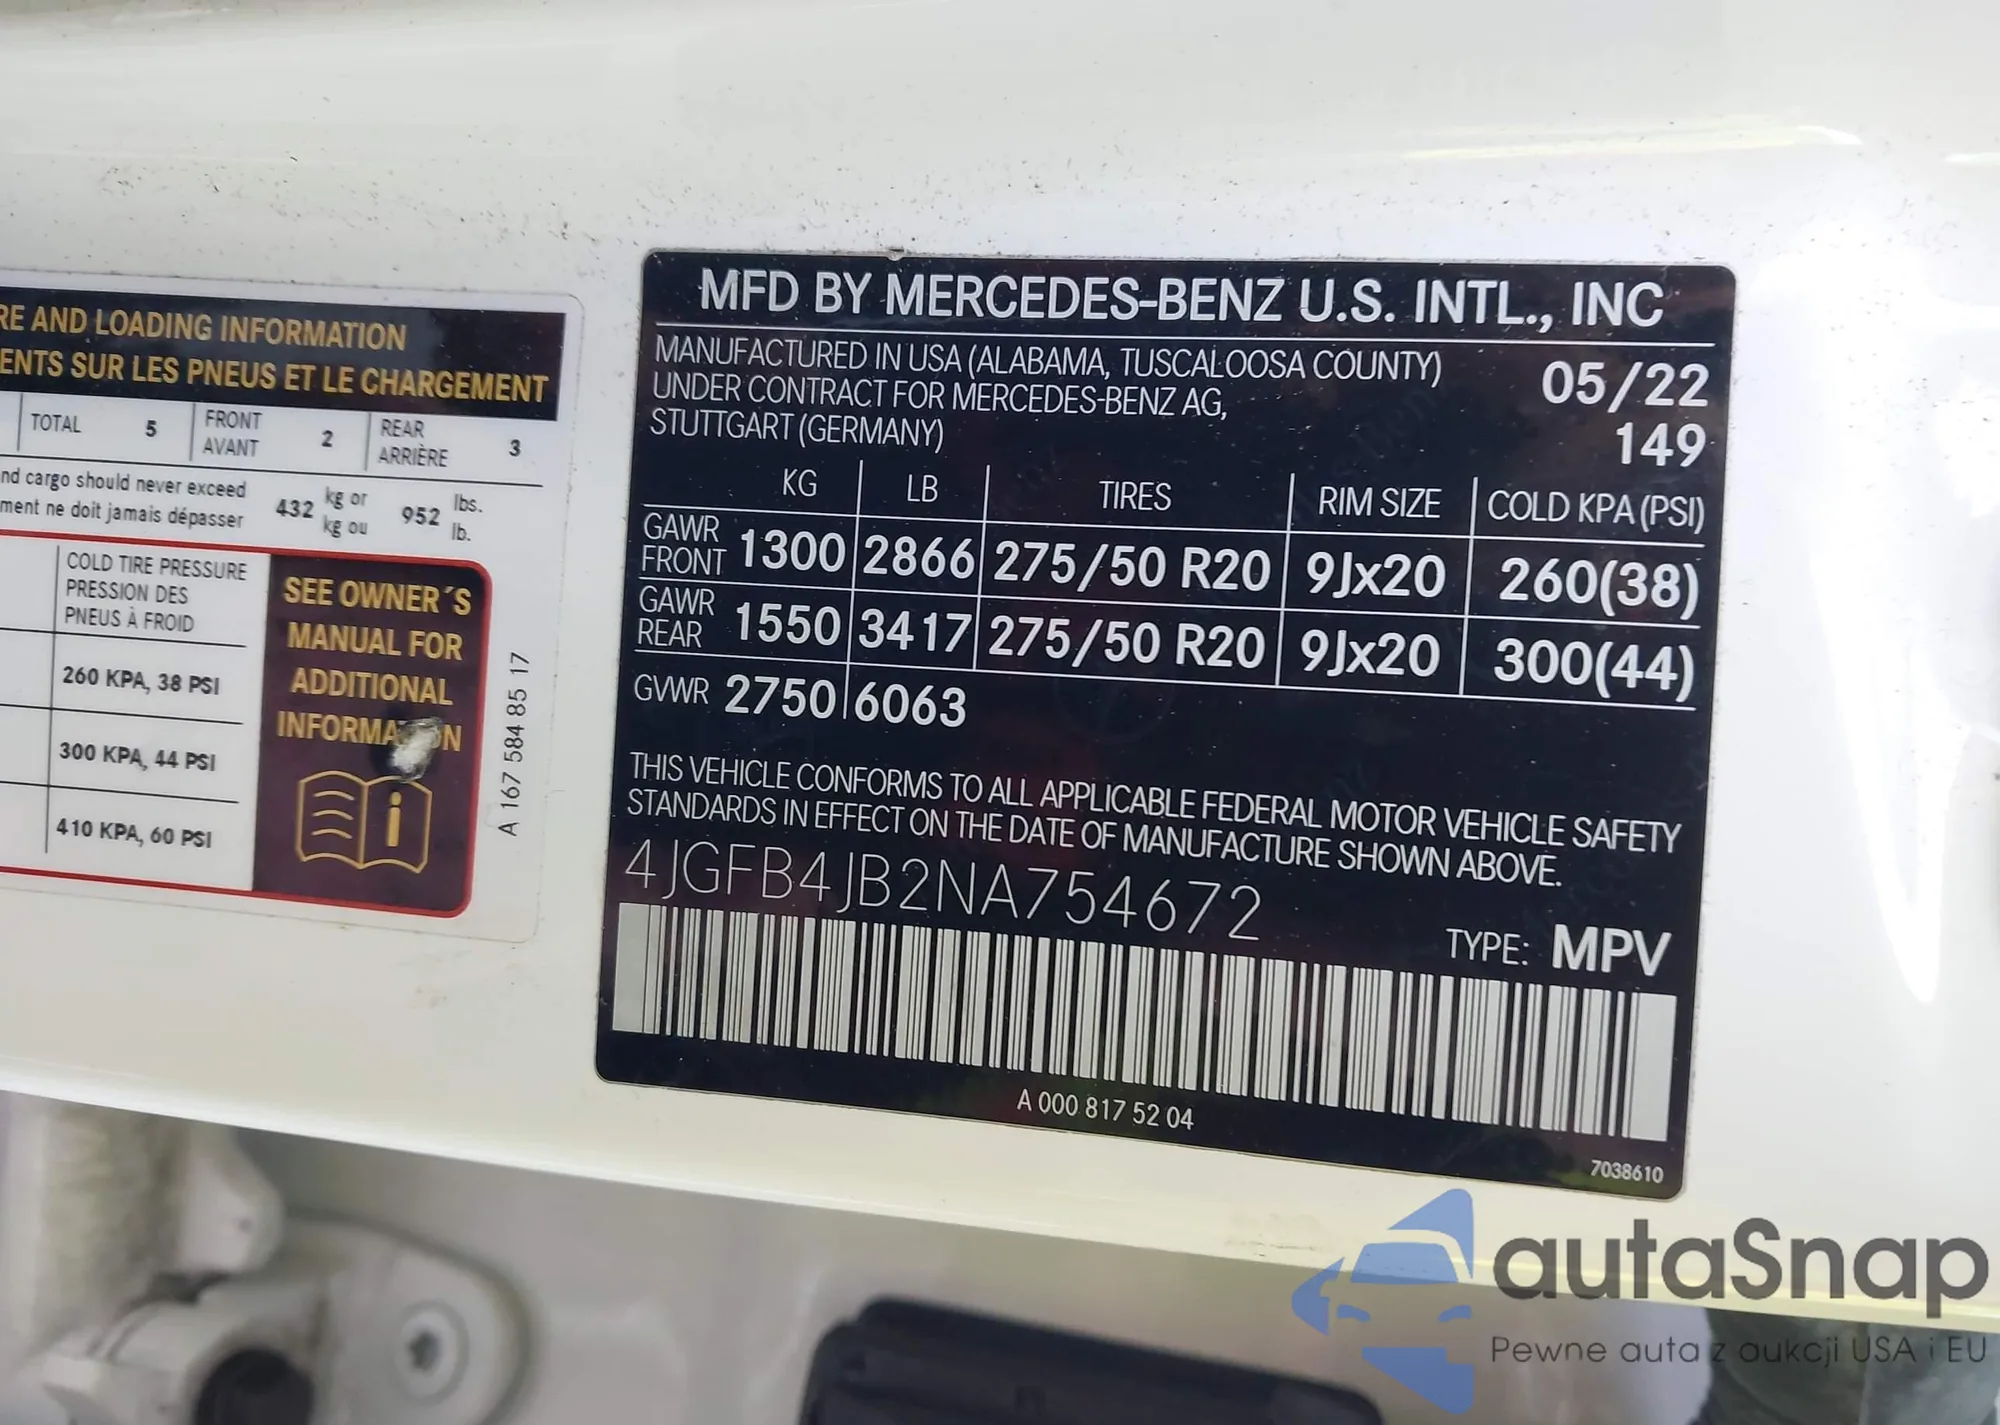 RE AND LOADING INFORMATION
ENTS SUR LES PNEUS ET LE CHARGEMENT
TOTAL 5 FRONT 2 REAR 3
AVANT ARRIÈRE
nd cargo should never exceed 432 kg or 952 lbs.
ment ne doit jamais dépasser kg ou lb.
COLD TIRE PRESSURE
PRESSION DES
PNEUS À FROID
260 KPA, 38 PSI
300 KPA, 44 PSI
410 KPA, 60 PSI
SEE OWNER´S
MANUAL FOR
ADDITIONAL
INFORMATION
i
A 167 584 85 17
MFD BY MERCEDES-BENZ U.S. INTL., INC
MANUFACTURED IN USA (ALABAMA, TUSCALOOSA COUNTY) 05/22
UNDER CONTRACT FOR MERCEDES-BENZ AG,
STUTTGART (GERMANY) 149
KG LB TIRES RIM SIZE COLD KPA (PSI)
GAWR FRONT 1300 2866 275/50 R20 9Jx20 260(38)
GAWR REAR 1550 3417 275/50 R20 9Jx20 300(44)
GVWR 2750 6063
THIS VEHICLE CONFORMS TO ALL APPLICABLE FEDERAL MOTOR VEHICLE SAFETY
STANDARDS IN EFFECT ON THE DATE OF MANUFACTURE SHOWN ABOVE.
4JGFB4JB2NA754672
TYPE: MPV
A 000 817 52 04
7038610
autaSnap
Pewne auta z aukcji USA i EU